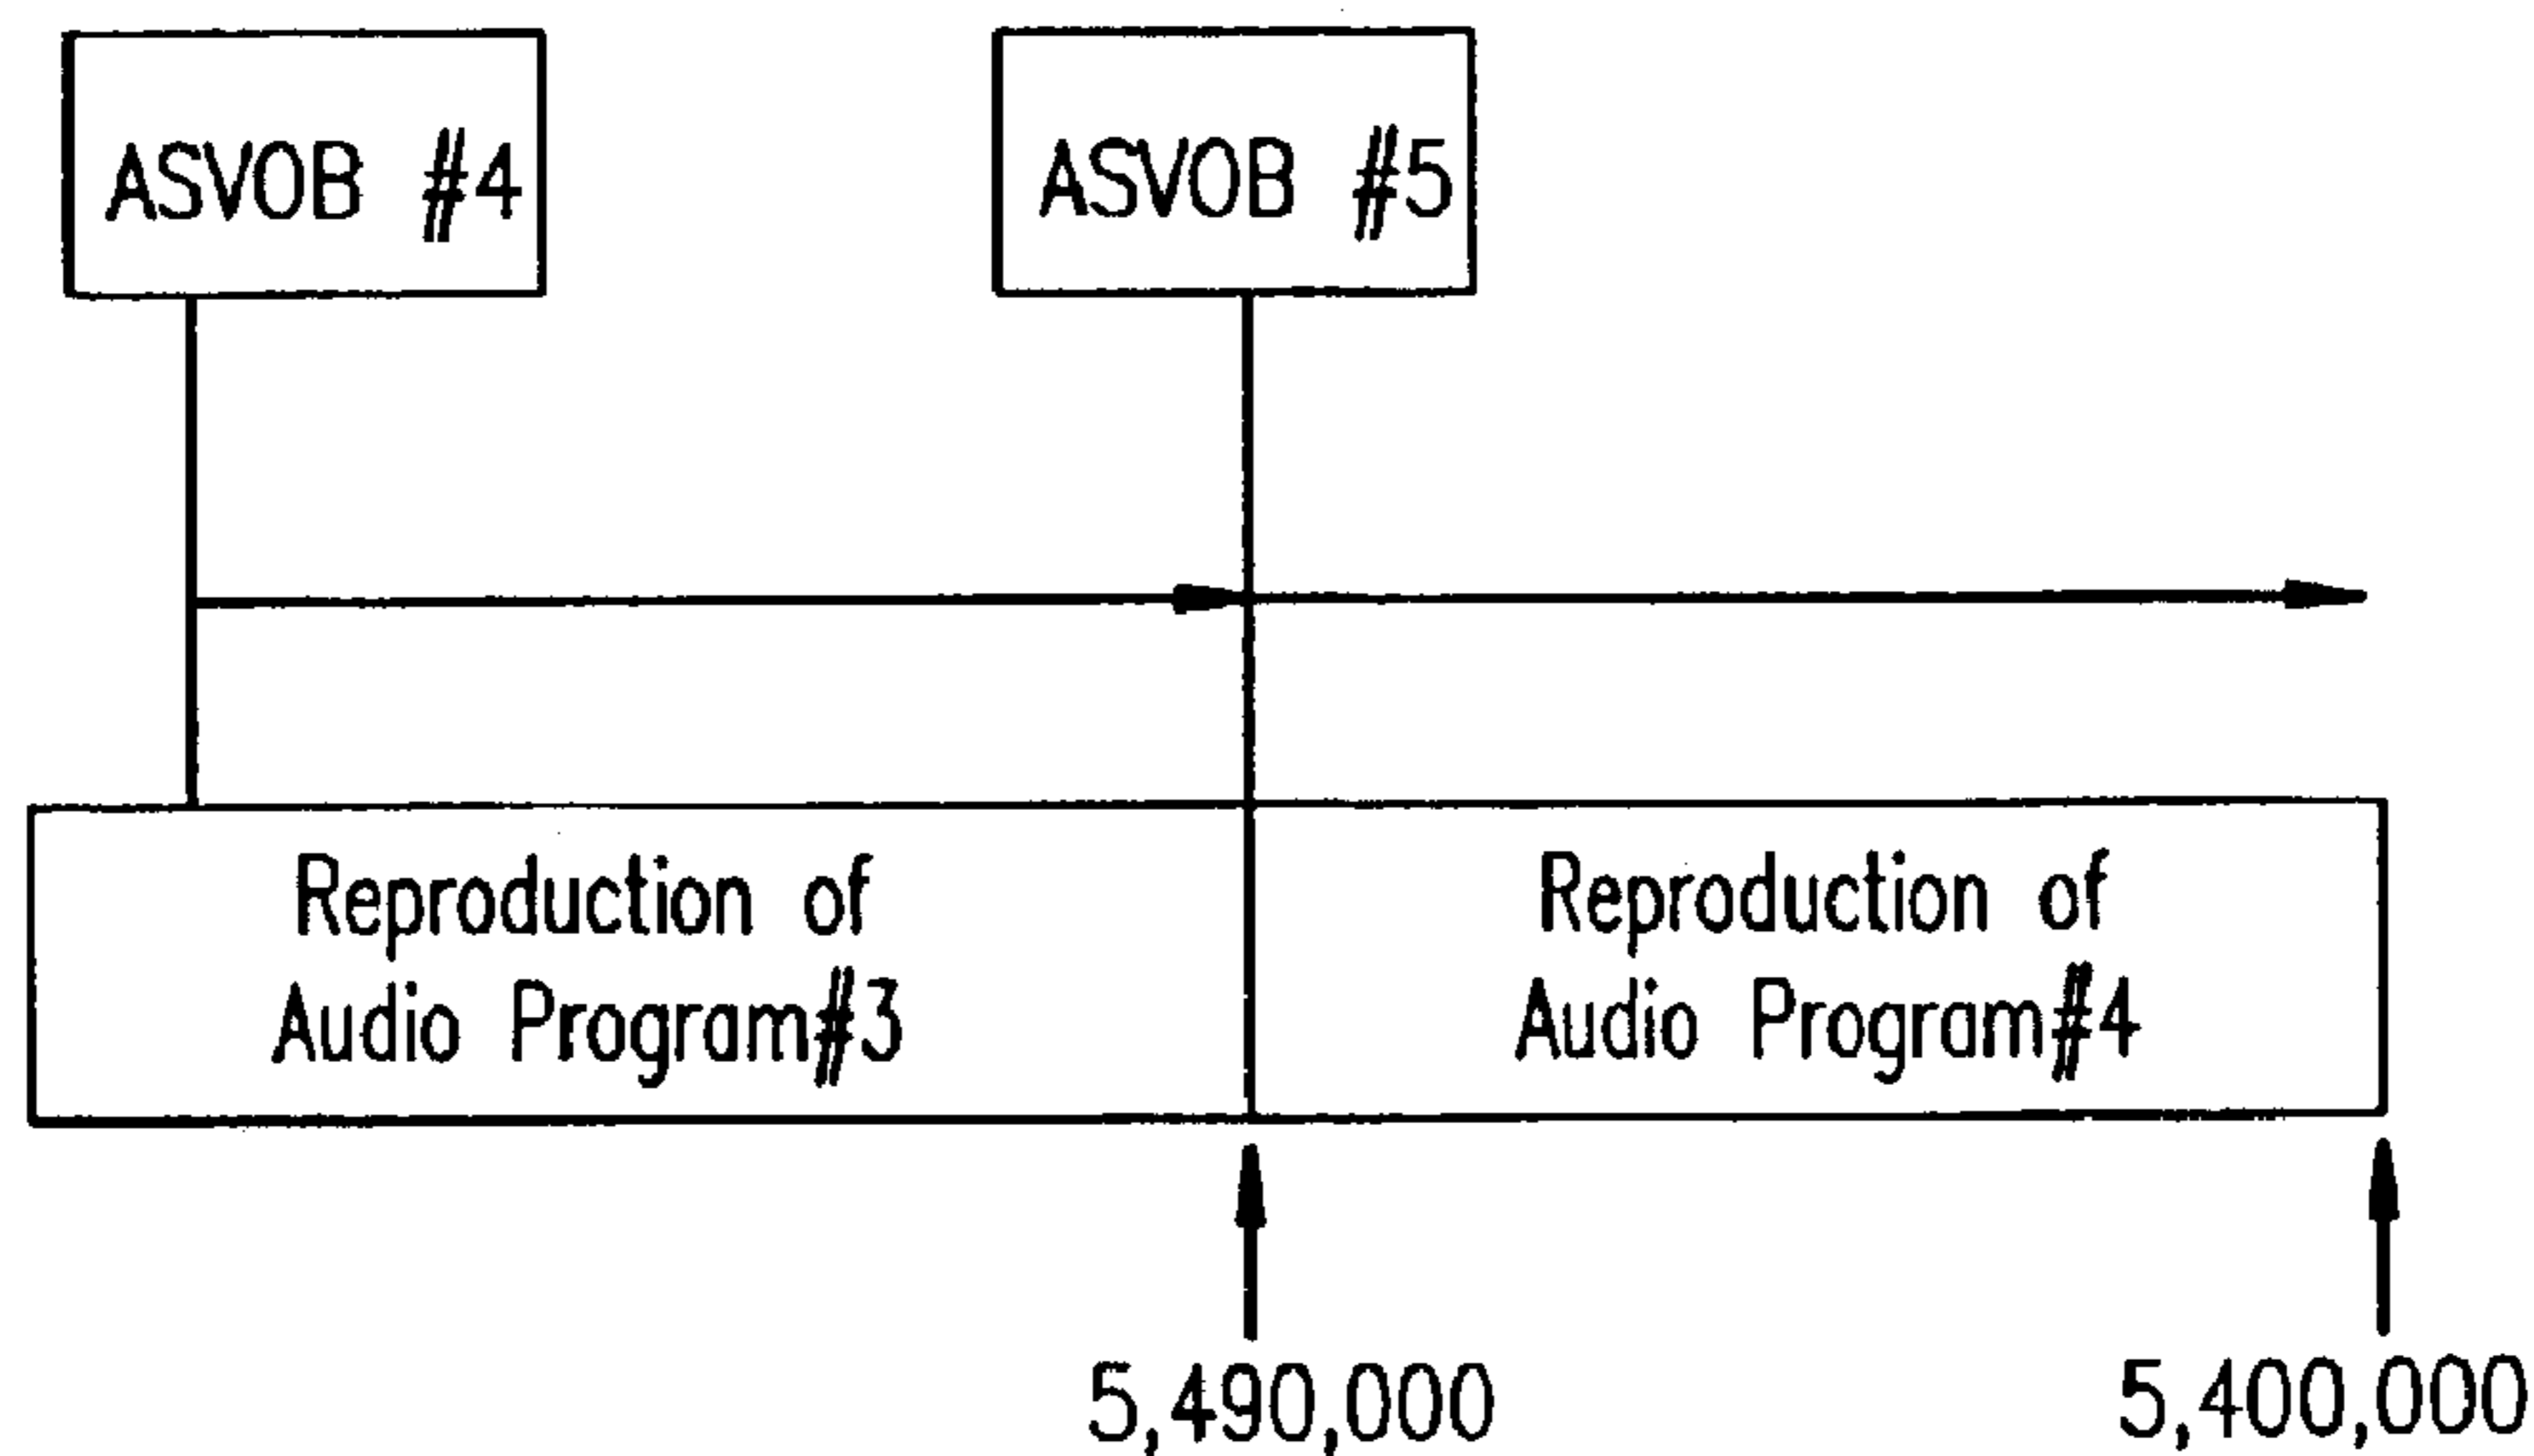 ASVOB #4
ASVOB #5
Reproduction of
Audio Program#3
Reproduction of
Audio Program#4
5,490,000
5,400,000